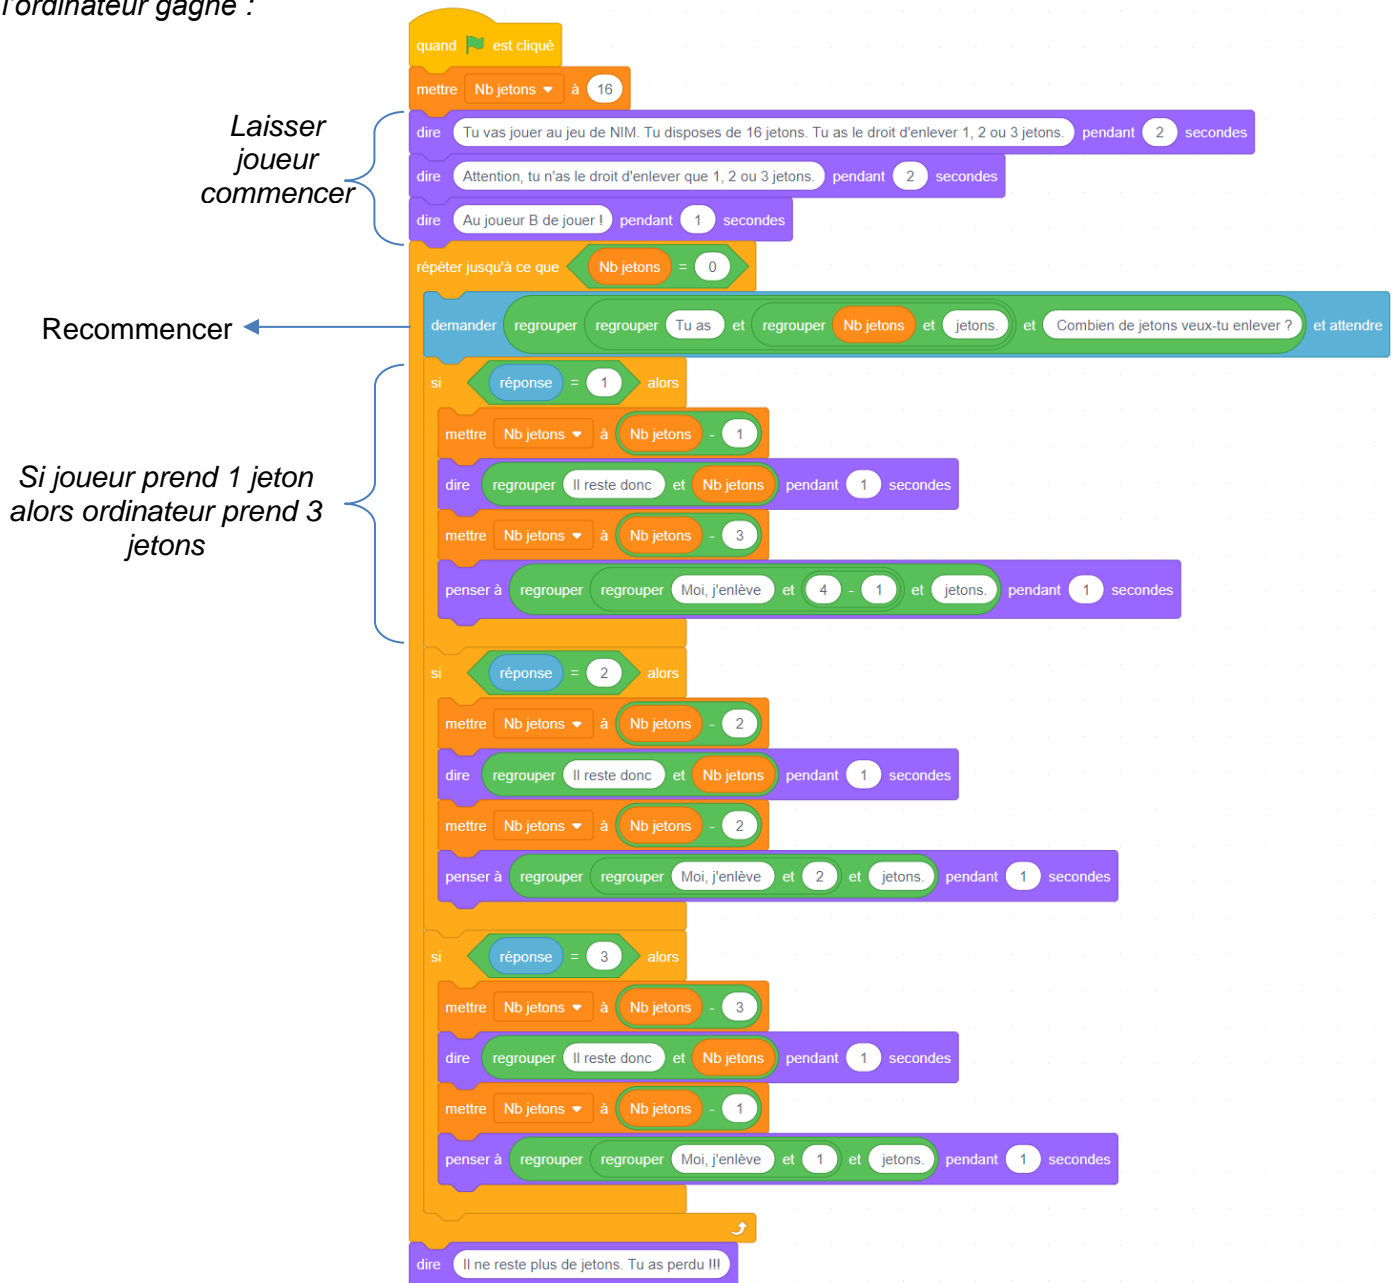 l'ordinateur gagne :
quand est cliqué
mettre Nb jetons à 16
Laisser
joueur
commencer
dire Tu vas jouer au jeu de NIM. Tu disposes de 16 jetons. Tu as le droit d'enlever 1, 2 ou 3 jetons. pendant 2 secondes
dire Attention, tu n'as le droit d'enlever que 1, 2 ou 3 jetons. pendant 2 secondes
dire Au joueur B de jouer ! pendant 1 secondes
répéter jusqu'à ce que Nb jetons = 0
Recommencer
demander regrouper regrouper Tu as et regrouper Nb jetons et jetons. et Combien de jetons veux-tu enlever ? et attendre
si réponse = 1 alors
mettre Nb jetons à Nb jetons - 1
Si joueur prend 1 jeton
alors ordinateur prend 3
jetons
dire regrouper Il reste donc et Nb jetons pendant 1 secondes
mettre Nb jetons à Nb jetons - 3
penser à regrouper regrouper Moi, j'enlève et 4 - 1 et jetons. pendant 1 secondes
si réponse = 2 alors
mettre Nb jetons à Nb jetons - 2
dire regrouper Il reste donc et Nb jetons pendant 1 secondes
mettre Nb jetons à Nb jetons - 2
penser à regrouper regrouper Moi, j'enlève et 2 et jetons. pendant 1 secondes
si réponse = 3 alors
mettre Nb jetons à Nb jetons - 3
dire regrouper Il reste donc et Nb jetons pendant 1 secondes
mettre Nb jetons à Nb jetons - 1
penser à regrouper regrouper Moi, j'enlève et 1 et jetons. pendant 1 secondes
dire Il ne reste plus de jetons. Tu as perdu !!!